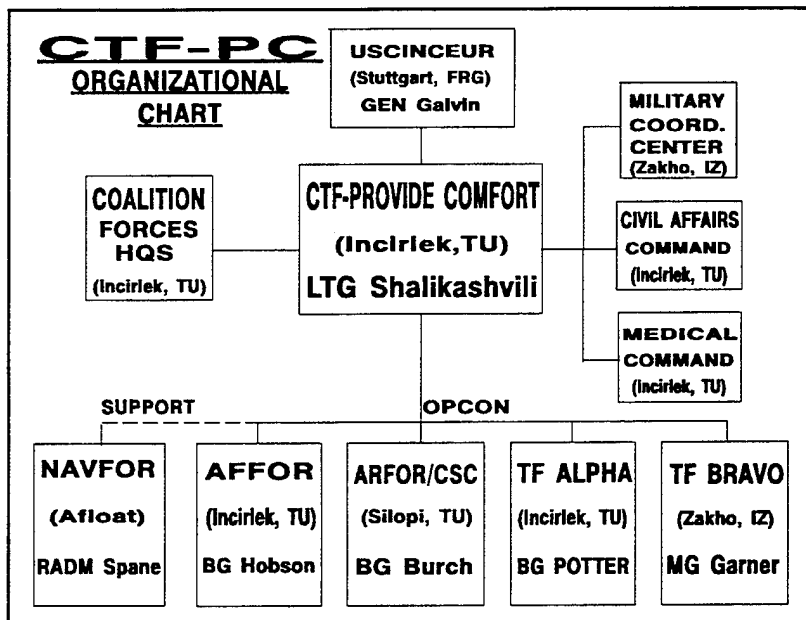 CTF-PC
ORGANIZATIONAL
CHART
USCINCEUR
(Stuttgart, FRG)
GEN Galvin
MILITARY
COORD.
CENTER
(Zakho, IZ)
COALITION
FORCES
HQS
(Incirlek, TU)
CTF-PROVIDE COMFORT
(Incirlek,TU)
LTG Shalikashvili
CIVIL AFFAIRS
COMMAND
(Incirlek, TU)
MEDICAL
COMMAND
(Incirlek, TU)
SUPPORT
OPCON
NAVFOR
(Afloat)
RADM Spane
AFFOR
(Incirlek, TU)
BG Hobson
ARFOR/CSC
(Silopi, TU)
BG Burch
TF ALPHA
(Incirlek, TU)
BG POTTER
TF BRAVO
(Zakho, IZ)
MG Garner